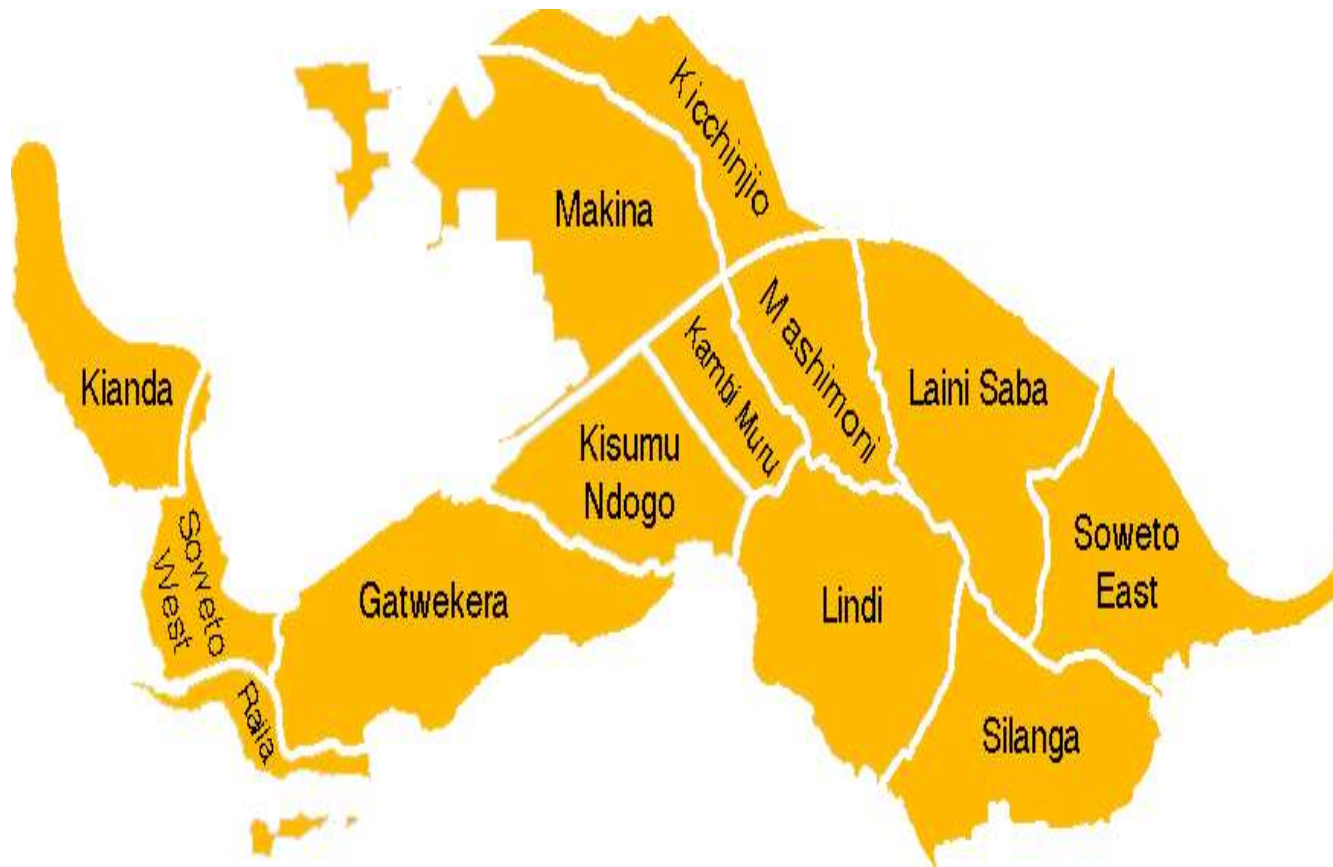 Kicchinjio
Makina
Mashimoni
Kambi Muru
Kianda
Laini Saba
Kisumu
Ndogo
Soweto
West
Soweto
East
Gatwekera
Lindi
Raila
Silanga